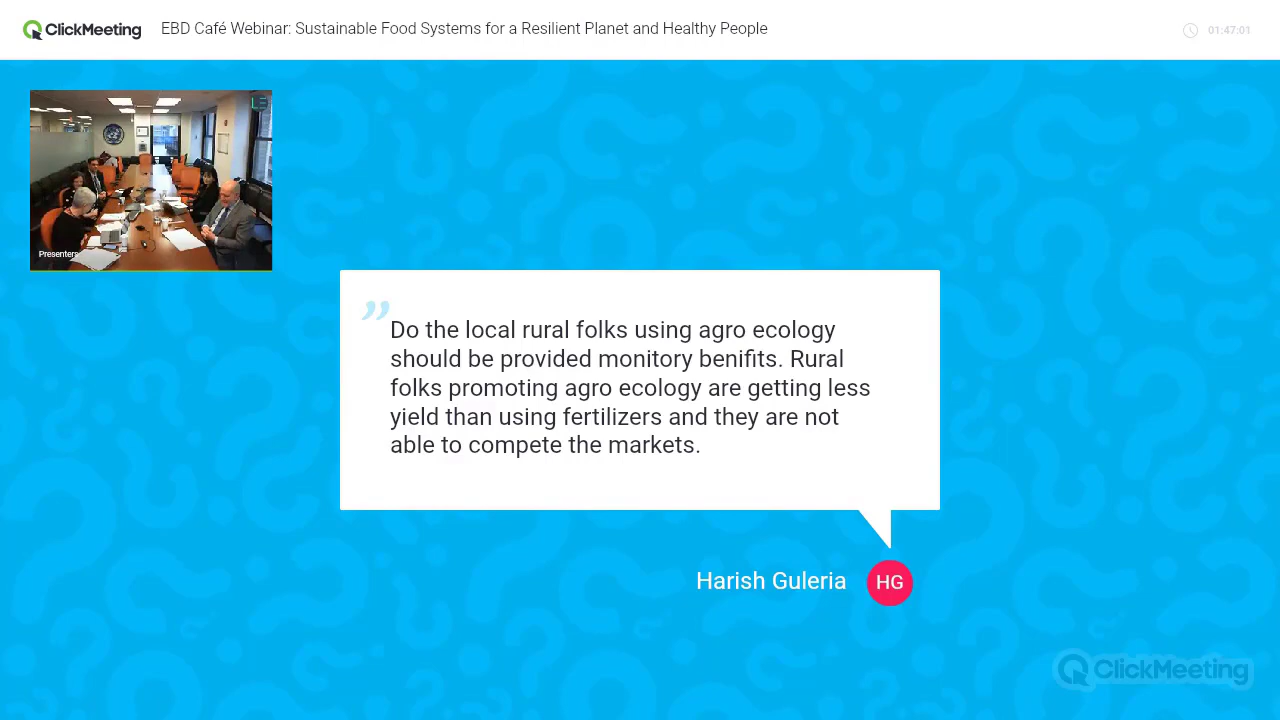 ClickMeeting
EBD Café Webinar: Sustainable Food Systems for a Resilient Planet and Healthy People
01:47:01
LB
Presenters
”
Do the local rural folks using agro ecology
should be provided monitory benifits. Rural
folks promoting agro ecology are getting less
yield than using fertilizers and they are not
able to compete the markets.
Harish Guleria
HG
ClickMeeting